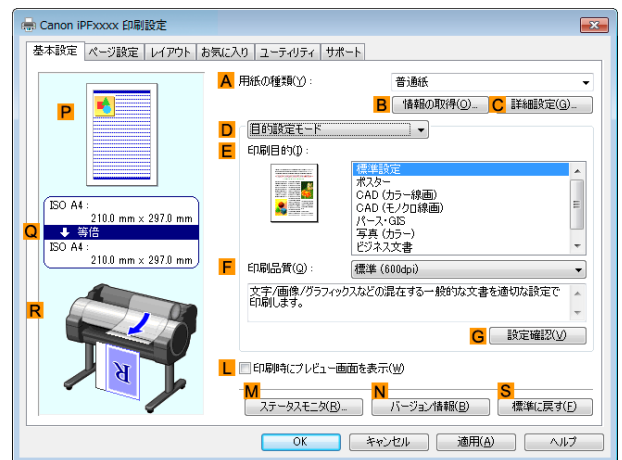 Canon iPFxxxx 印刷設定
基本設定 ページ設定 レイアウト お気に入り ユーティリティ サポート
A 用紙の種類(Y): 普通紙
B 情報の取得(O)... C 詳細設定(G)...
P
D 目的設定モード
E 印刷目的(I):
標準設定
ポスター
CAD (カラー線画)
CAD (モノクロ線画)
パース・GIS
写真 (カラー)
ビジネス文書
ISO A4:
210.0 mm x 297.0 mm
Q 等倍
ISO A4:
210.0 mm x 297.0 mm
F 印刷品質(Q): 標準 (600dpi)
文字/画像/グラフィックスなどの混在する一般的な文書を適切な設定で
印刷します。
R
G 設定確認(V)
L 印刷時にプレビュー画面を表示(W)
R
M N S
ステータスモニタ(R)... バージョン情報(B) 標準に戻す(F)
OK キャンセル 適用(A) ヘルプ